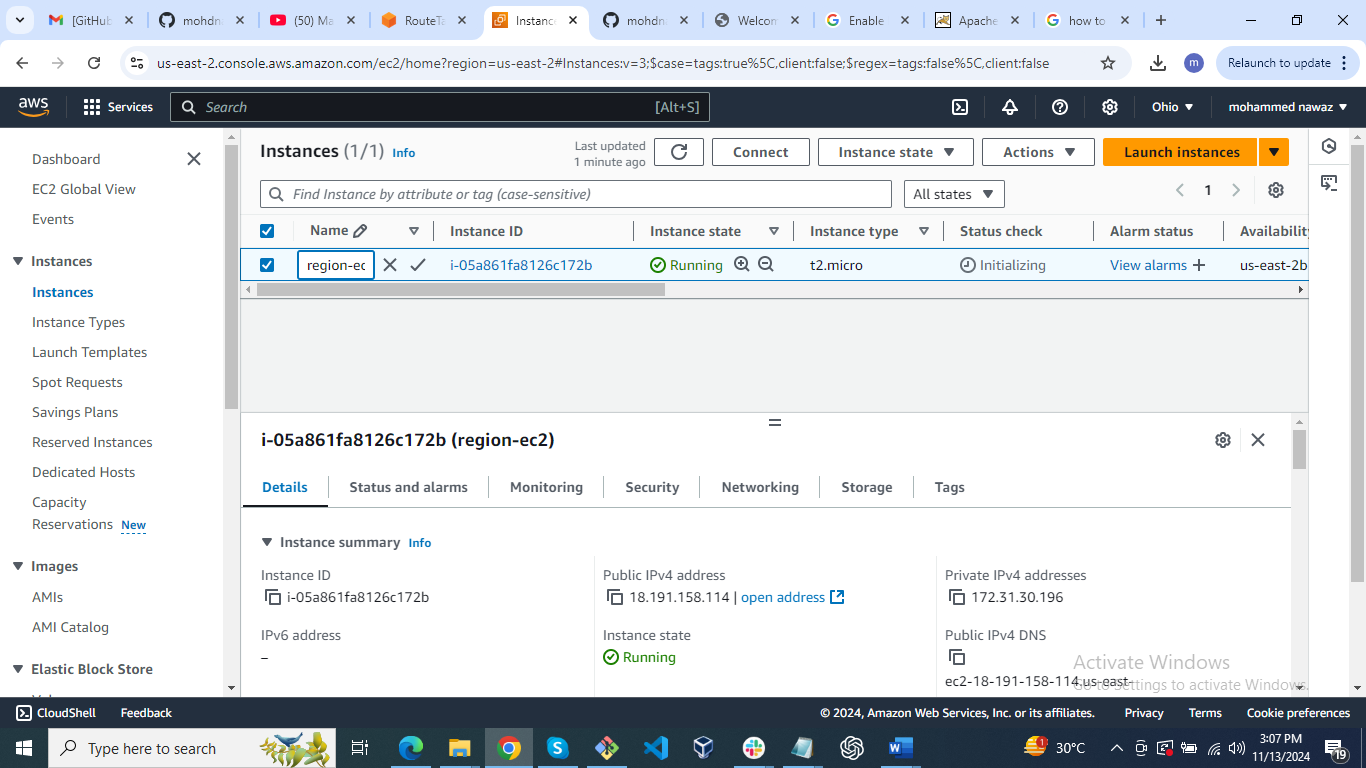 [GitHub
mohdna
(50) Ma
RouteTa
Instanc
mohdna
Welcom
Enable
Apache
how to
us-east-2.console.aws.amazon.com/ec2/home?region=us-east-2#Instances:v=3;$case=tags:true%5C,client:false;$regex=tags:false%5C,client:false
m
Relaunch to update
aws
Services
Search
[Alt+S]
Ohio
mohammed nawaz
Dashboard
EC2 Global View
Events
Instances
Instances
Instance Types
Launch Templates
Spot Requests
Savings Plans
Reserved Instances
Dedicated Hosts
Capacity
Reservations New
Images
AMIs
AMI Catalog
Elastic Block Store
Instances (1/1) Info
Last updated
1 minute ago
Connect
Instance state
Actions
Launch instances
Find Instance by attribute or tag (case-sensitive)
All states
1
Name
Instance ID
Instance state
Instance type
Status check
Alarm status
Availability
region-ec
i-05a861fa8126c172b
Running
t2.micro
Initializing
View alarms
us-east-2b
i-05a861fa8126c172b (region-ec2)
Details
Status and alarms
Monitoring
Security
Networking
Storage
Tags
Instance summary Info
Instance ID
i-05a861fa8126c172b
Public IPv4 address
18.191.158.114 | open address
Private IPv4 addresses
172.31.30.196
IPv6 address
–
Instance state
Running
Public IPv4 DNS
ec2-18-191-158-114.us-east-
Activate Windows
Go to Settings to activate Windows.
CloudShell
Feedback
© 2024, Amazon Web Services, Inc. or its affiliates.
Privacy
Terms
Cookie preferences
Type here to search
30°C
3:07 PM
11/13/2024
19